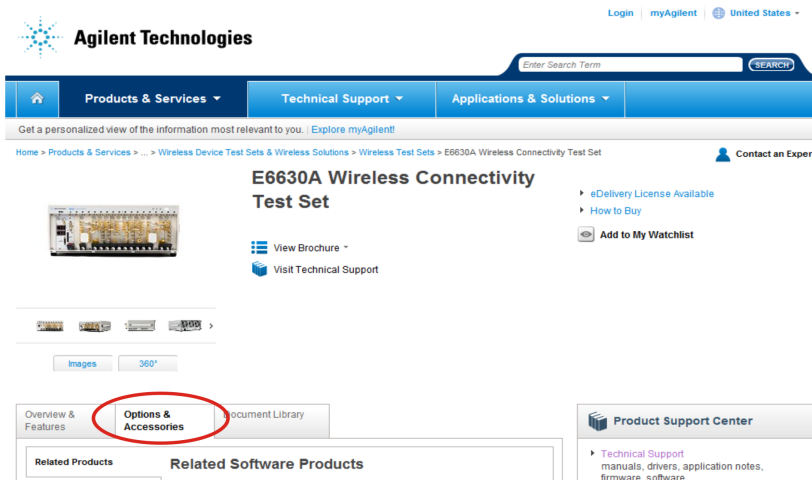 Login myAgilent United States
Agilent Technologies
Enter Search Term SEARCH
Products & Services Technical Support Applications & Solutions
Get a personalized view of the information most relevant to you. | Explore myAgilent!
Home > Products & Services > ... > Wireless Device Test Sets & Wireless Solutions > Wireless Test Sets > E6630A Wireless Connectivity Test Set
Contact an Exper
E6630A Wireless Connectivity
Test Set
eDelivery License Available
How to Buy
Add to My Watchlist
View Brochure
Visit Technical Support
Images 360°
Overview &
Features
Options &
Accessories
Document Library
Product Support Center
Related Products
Related Software Products
Technical Support
manuals, drivers, application notes,
firmware, software